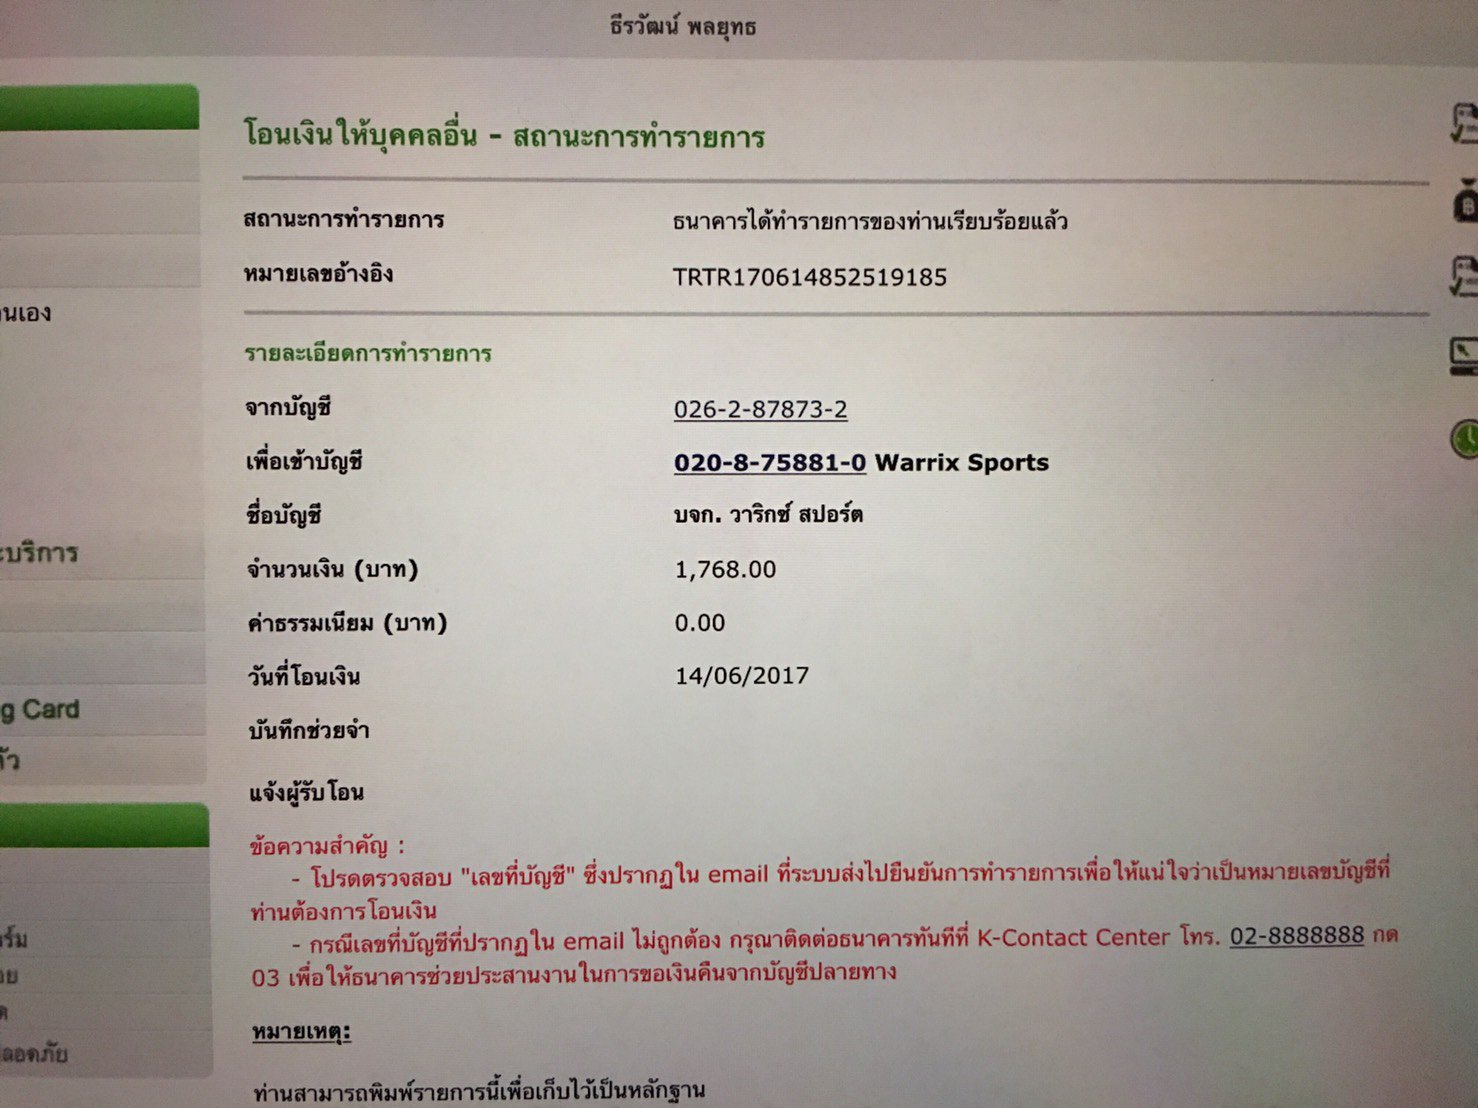 ธีรวัฒน์ พลยุทธ
โอนเงินให้บุคคลอื่น - สถานะการทำรายการ
สถานะการทำรายการ ธนาคารได้ทำรายการของท่านเรียบร้อยแล้ว
หมายเลขอ้างอิง TRTR170614852519185
นเอง
รายละเอียดการทำรายการ
จากบัญชี 026-2-87873-2
เพื่อเข้าบัญชี 020-8-75881-0 Warrix Sports
ชื่อบัญชี บจก. วาริกซ์ สปอร์ต
บริการ
จำนวนเงิน (บาท) 1,768.00
ค่าธรรมเนียม (บาท) 0.00
วันที่โอนเงิน 14/06/2017
g Card
บันทึกช่วยจำ
ตัว
แจ้งผู้รับโอน
ข้อความสำคัญ :
- โปรดตรวจสอบ "เลขที่บัญชี" ซึ่งปรากฏใน email ที่ระบบส่งไปยืนยันการทำรายการเพื่อให้แน่ใจว่าเป็นหมายเลขบัญชีที่
ท่านต้องการโอนเงิน
- กรณีเลขที่บัญชีที่ปรากฏใน email ไม่ถูกต้อง กรุณาติดต่อธนาคารทันทีที่ K-Contact Center โทร. 02-8888888 กด
03 เพื่อให้ธนาคารช่วยประสานงานในการขอเงินคืนจากบัญชีปลายทาง
หมายเหตุ:
ปลอดภัย
ท่านสามารถพิมพ์รายการนี้เพื่อเก็บไว้เป็นหลักฐาน